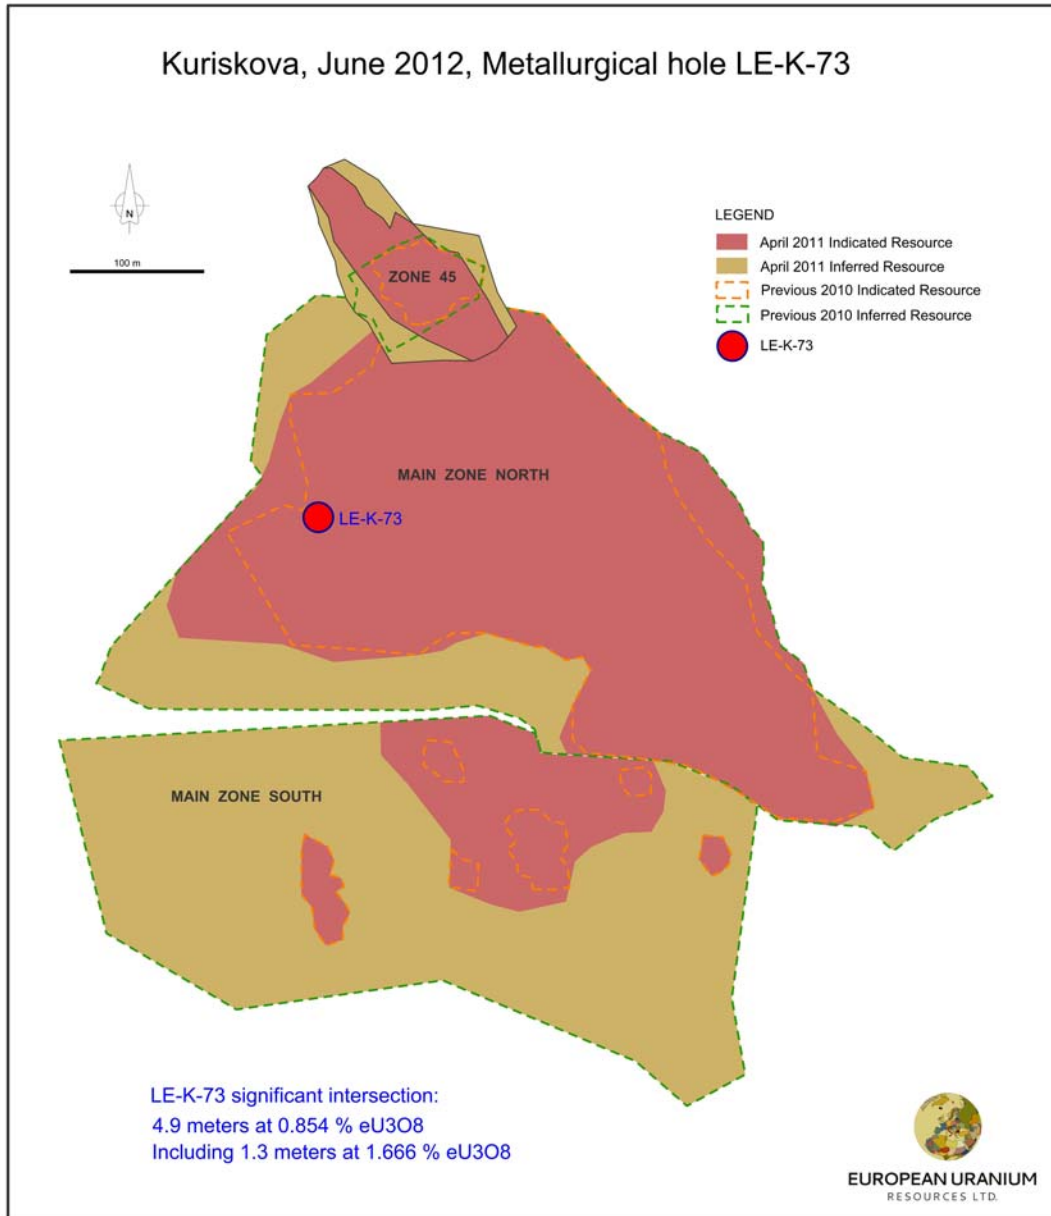 Kuriskova, June 2012, Metallurgical hole LE-K-73
N
100 m
LEGEND
April 2011 Indicated Resource
April 2011 Inferred Resource
Previous 2010 Indicated Resource
Previous 2010 Inferred Resource
LE-K-73
ZONE 45
MAIN ZONE NORTH
LE-K-73
MAIN ZONE SOUTH
LE-K-73 significant intersection:
4.9 meters at 0.854 % eU3O8
Including 1.3 meters at 1.666 % eU3O8
EUROPEAN URANIUM
RESOURCES LTD.